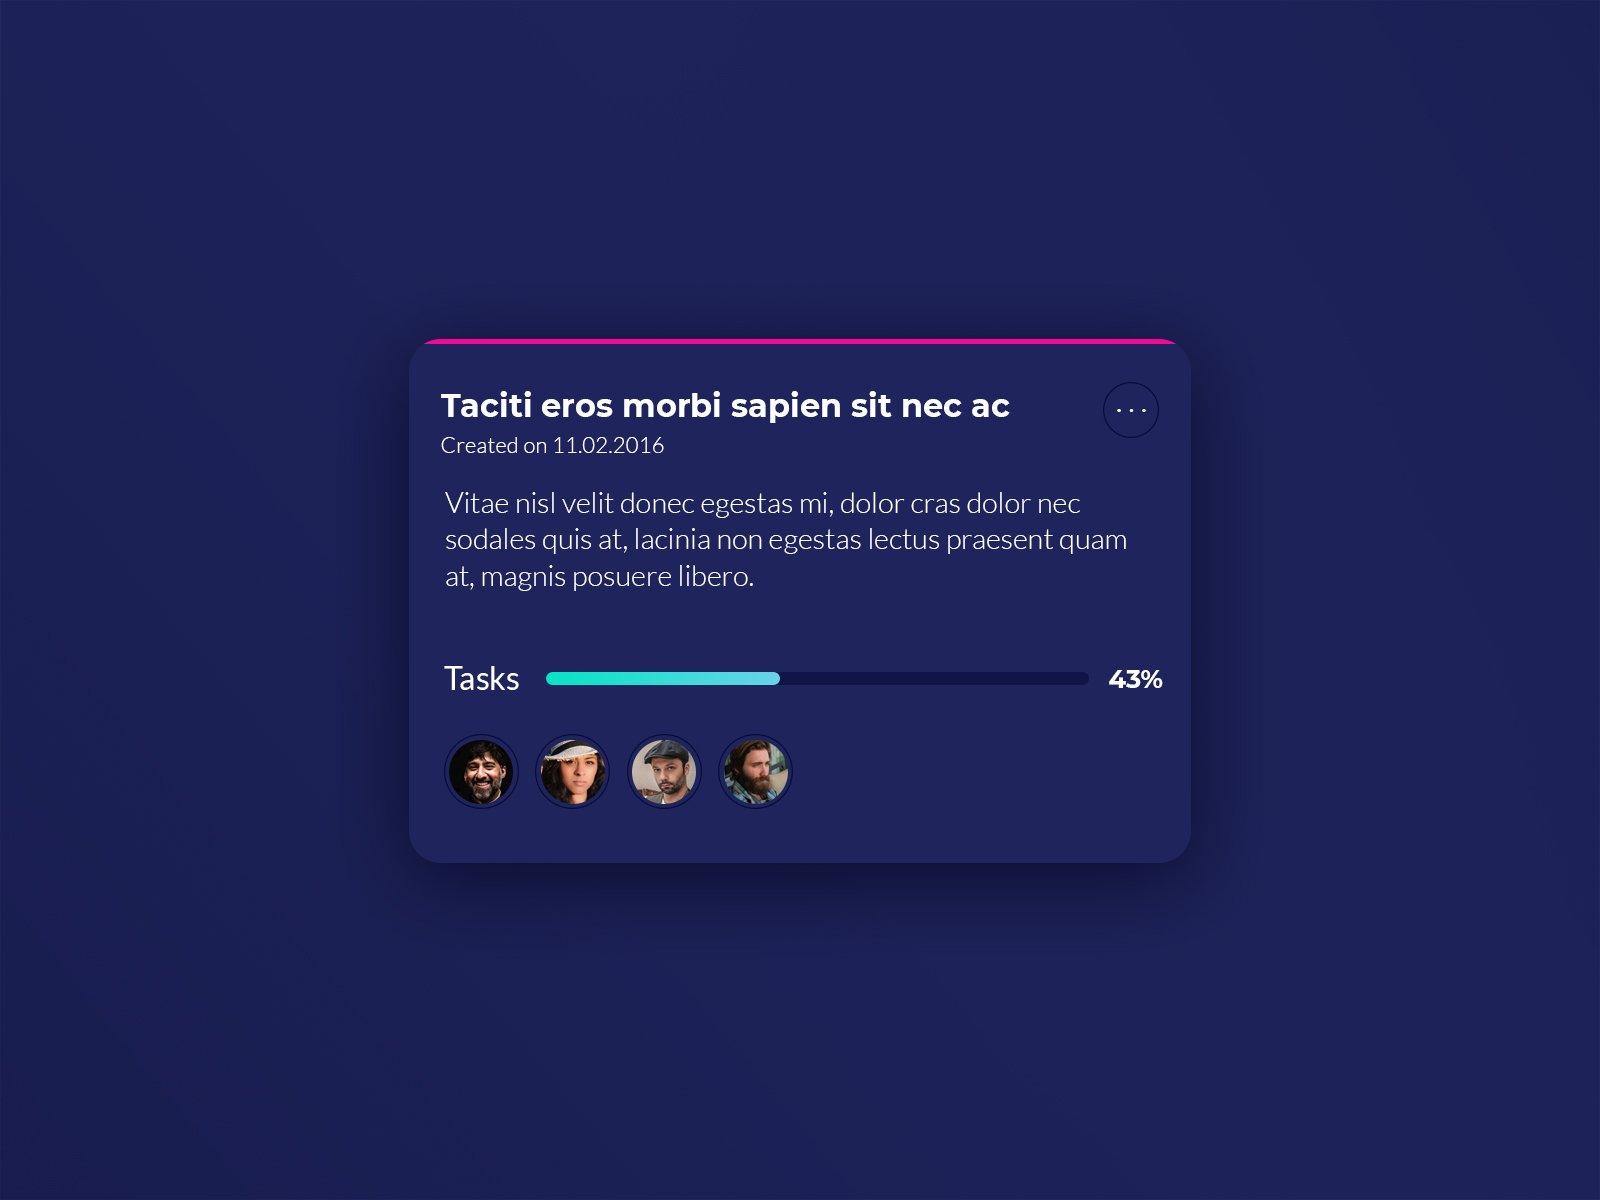 Taciti eros morbi sapien sit nec ac
Created on 11.02.2016
Vitae nisl velit donec egestas mi, dolor cras dolor nec
sodales quis at, lacinia non egestas lectus praesent quam
at, magnis posuere libero.
Tasks 43%